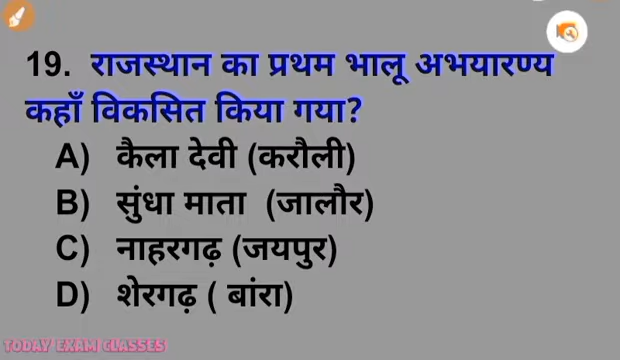 19. राजस्थान का प्रथम भालू अभयारण्य
कहाँ विकसित किया गया?
A) कैला देवी (करौली)
B) सुंधा माता (जालौर)
C) नाहरगढ़ (जयपुर)
D) शेरगढ़ ( बांरा)
TODAY EXAM CLASSES